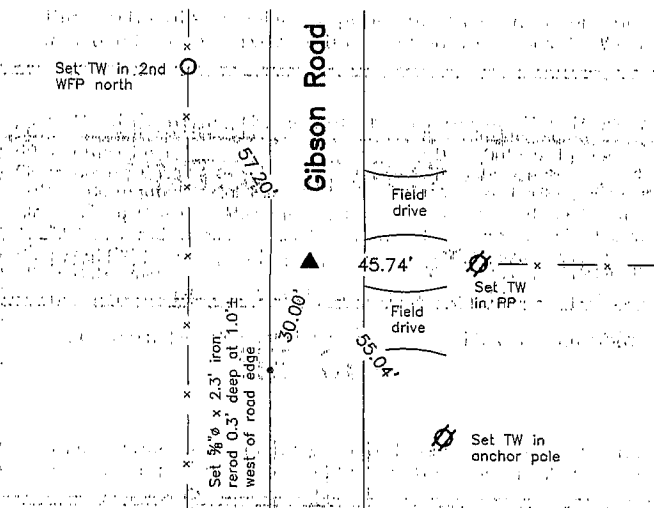 Set TW in 2nd
WFP north
Gibson Road
57.20'
Field
drive
45.74'
Set TW
in PP
30.00'
Field
drive
55.04'
Set 5/8"ø x 2.3' iron
rerod 0.3' deep at 1.0'±
west of road edge
Set TW in
anchor pole